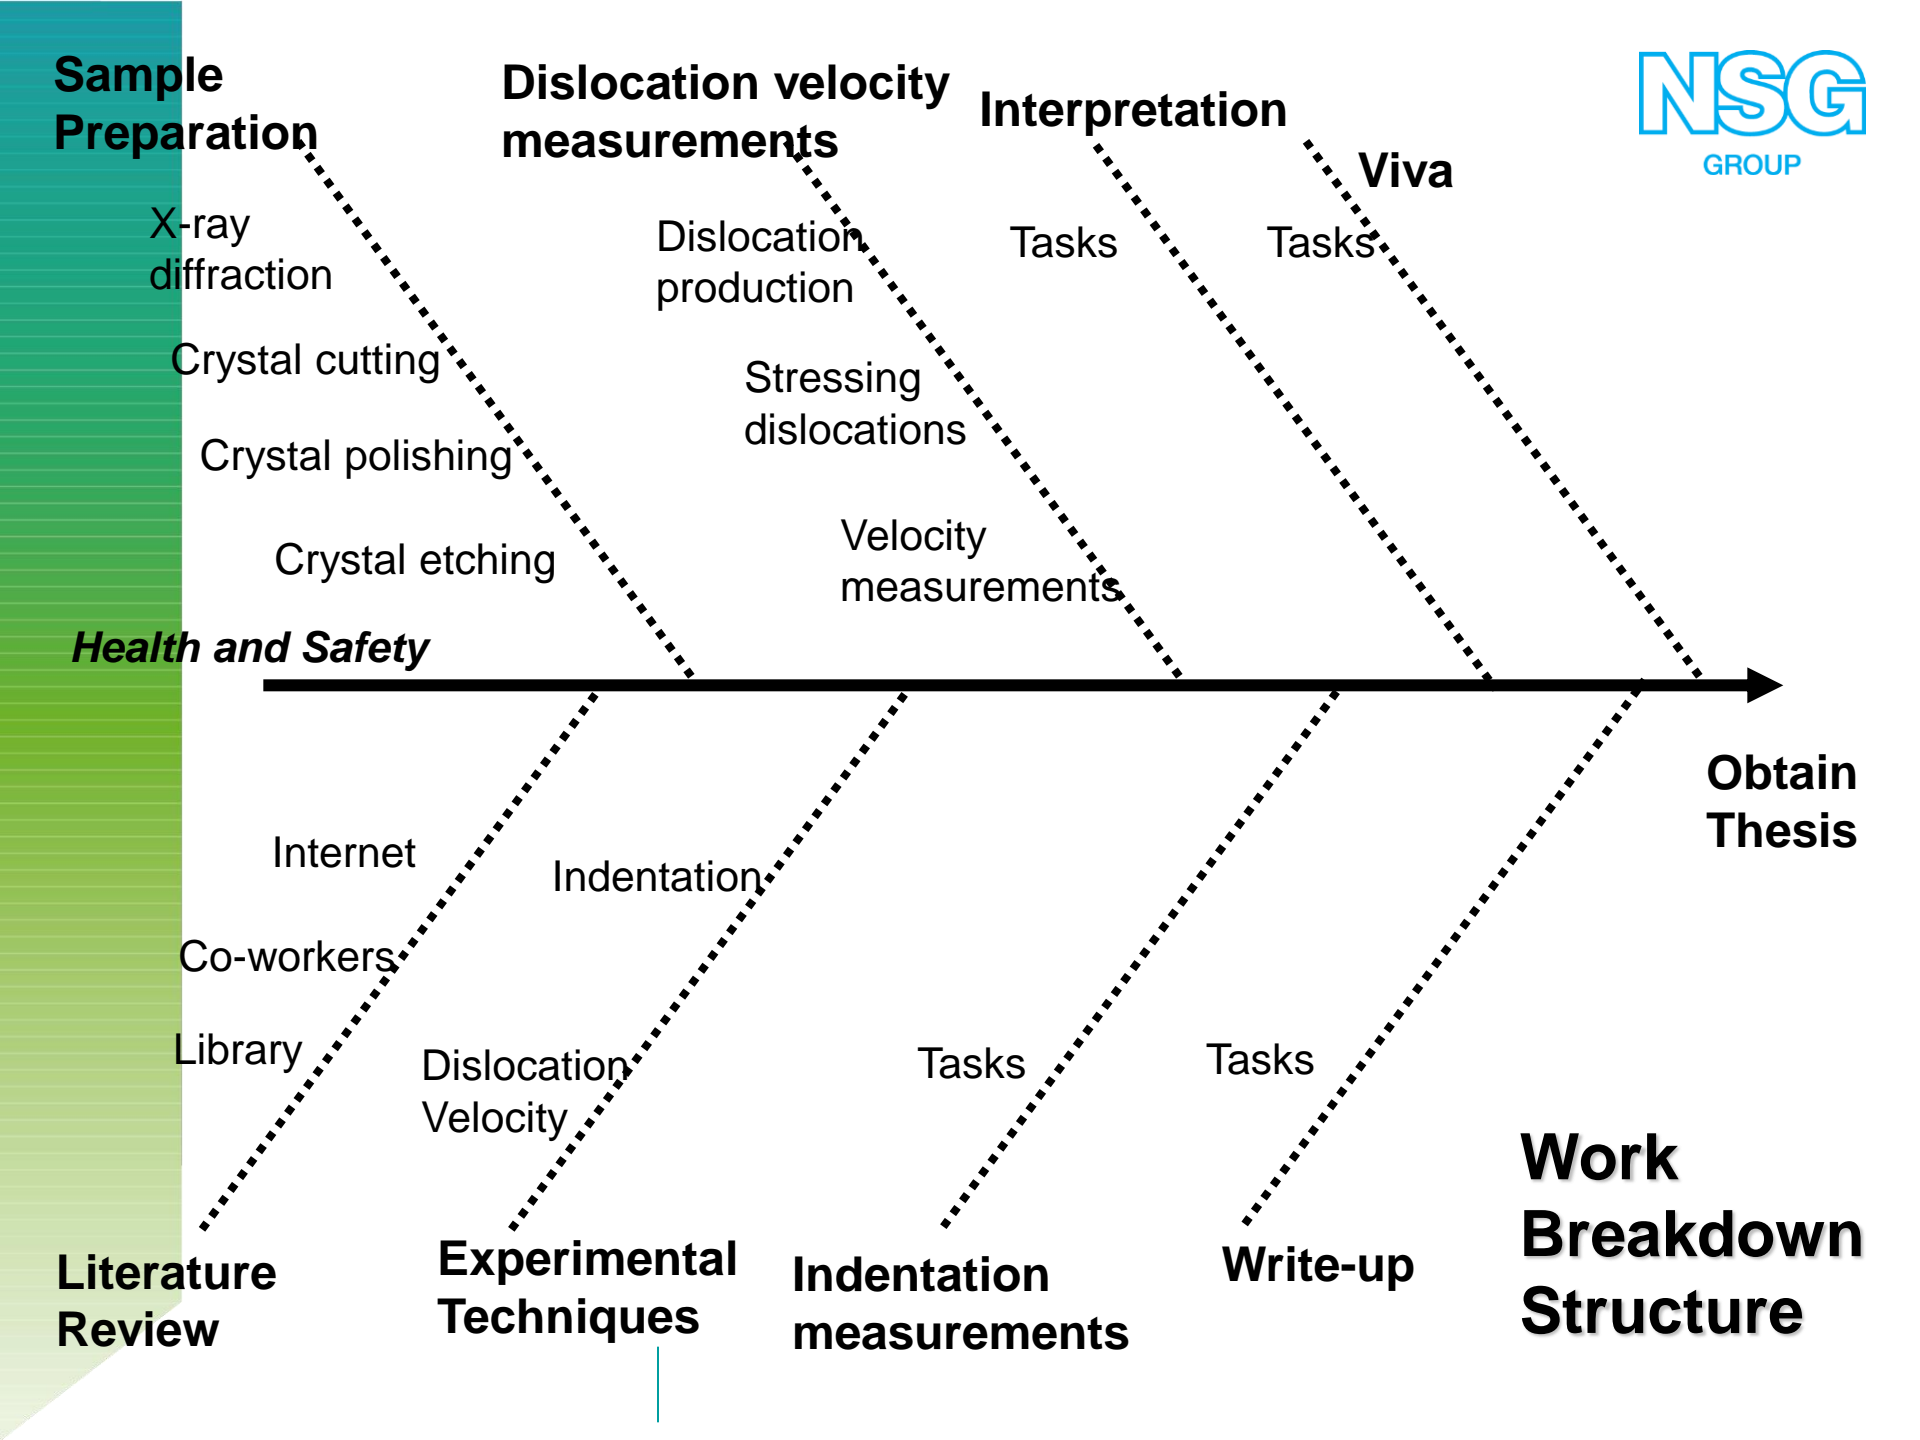 Sample
Preparation
Dislocation velocity
measurements
Interpretation
Viva
NSG
GROUP
X-ray
diffraction
Dislocation
production
Tasks
Tasks
Crystal cutting
Stressing
dislocations
Crystal polishing
Crystal etching
Velocity
measurements
Health and Safety
Obtain
Thesis
Internet
Indentation
Co-workers
Library
Dislocation
Velocity
Tasks
Tasks
Literature
Review
Experimental
Techniques
Indentation
measurements
Write-up
Work
Breakdown
Structure